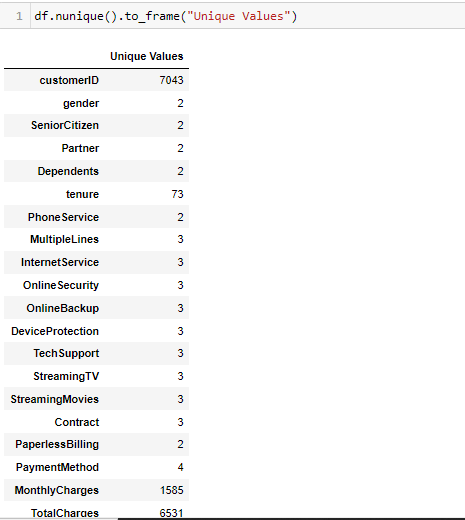 1 df.nunique().to_frame("Unique Values")
Unique Values
customerID 7043
gender 2
SeniorCitizen 2
Partner 2
Dependents 2
tenure 73
PhoneService 2
MultipleLines 3
InternetService 3
OnlineSecurity 3
OnlineBackup 3
DeviceProtection 3
TechSupport 3
StreamingTV 3
StreamingMovies 3
Contract 3
PaperlessBilling 2
PaymentMethod 4
MonthlyCharges 1585
TotalCharges 6531